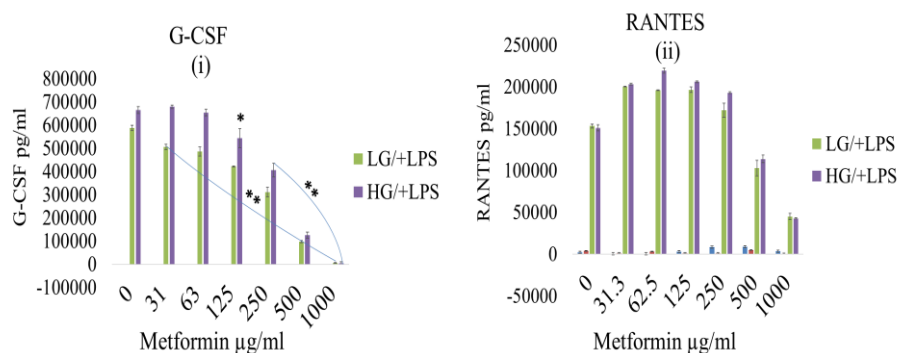 G-CSF
(i)
800000
700000
600000
500000
400000
300000
200000
100000
0
-100000
G-CSF pg/ml
*
**
**
0 31 63 125 250 500 1000
Metformin µg/ml
LG/+LPS
HG/+LPS
RANTES
(ii)
250000
200000
150000
100000
50000
0
-50000
RANTES pg/ml
0 31.3 62.5 125 250 500 1000
Metformin µg/ml
LG/+LPS
HG/+LPS